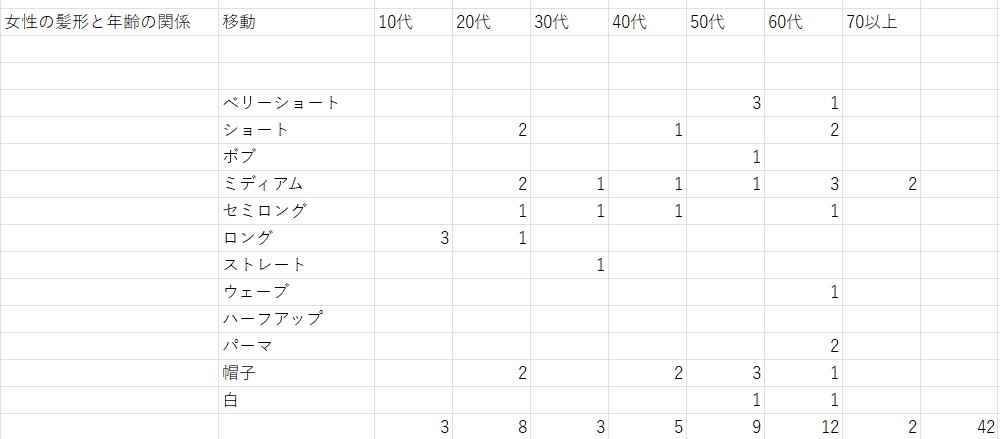 女性の髪形と年齢の関係 移動 10代 20代 30代 40代 50代 60代 70以上
ベリーショート 3 1
ショート 2 1 2
ボブ 1
ミディアム 2 1 1 1 3 2
セミロング 1 1 1 1
ロング 3 1
ストレート 1
ウェーブ 1
ハーフアップ
パーマ 2
帽子 2 2 3 1
白 1 1
3 8 3 5 9 12 2 42